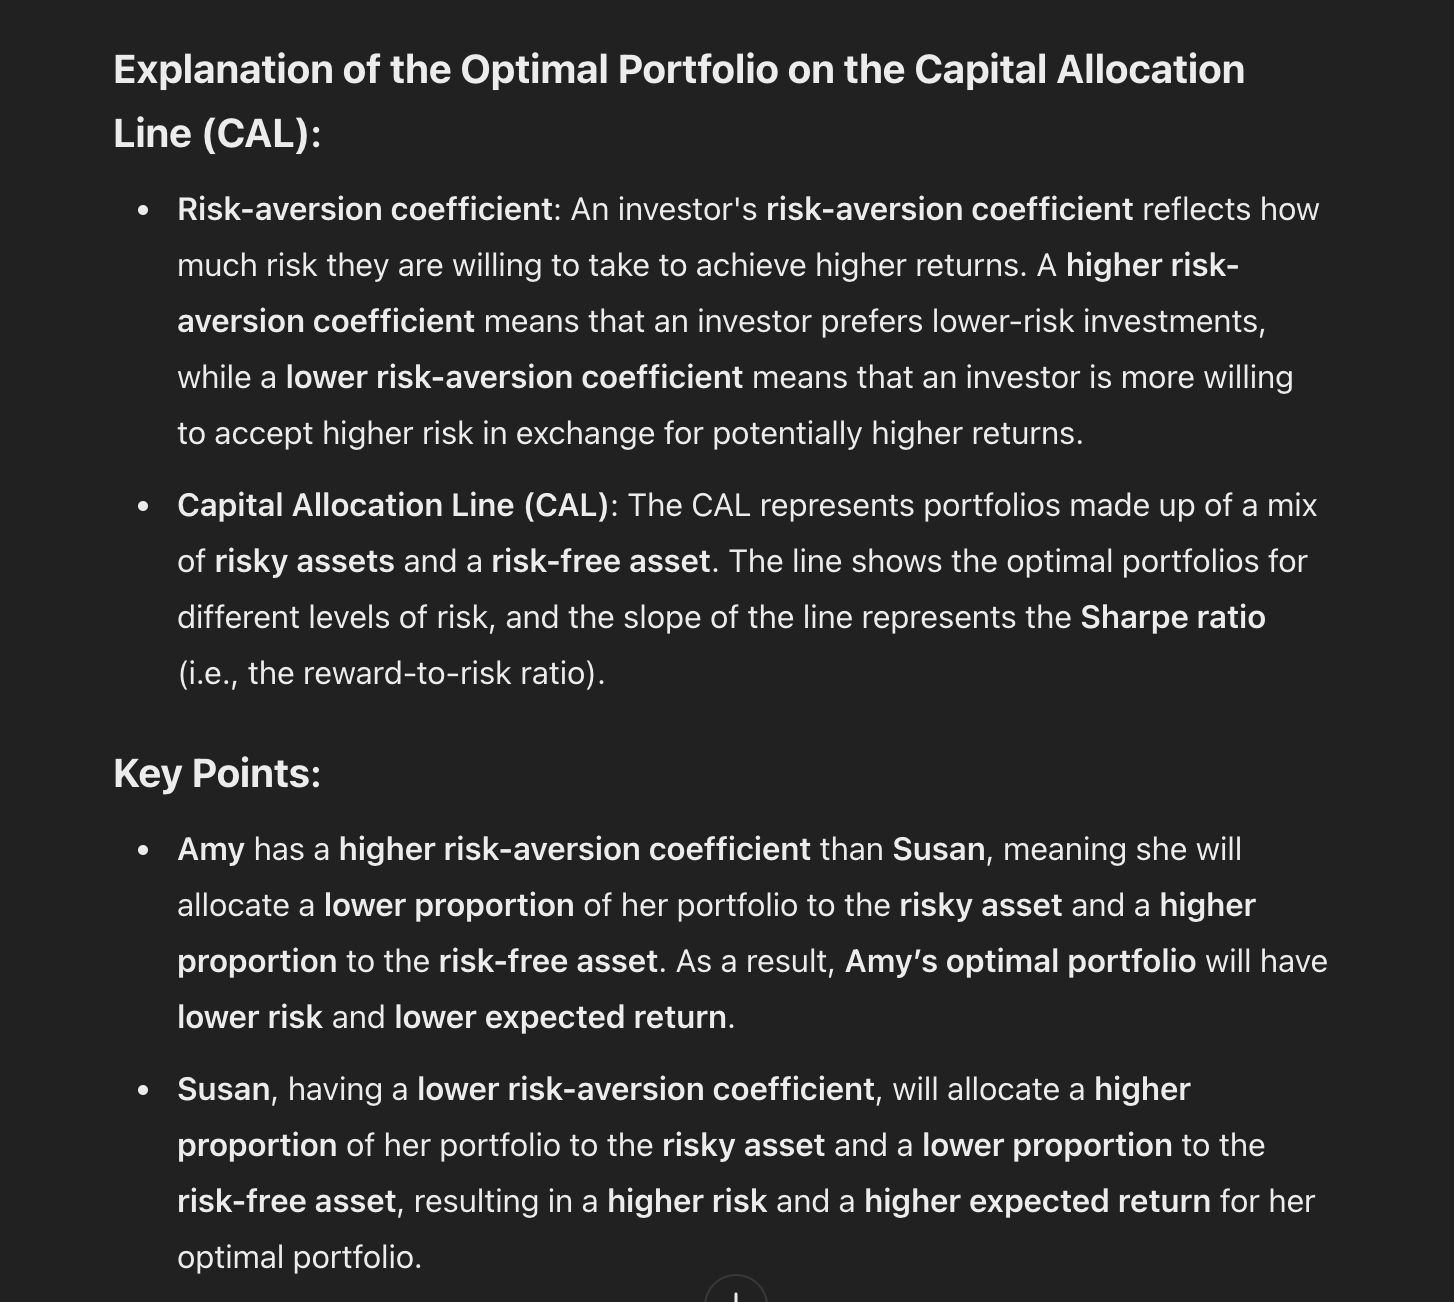 Explanation of the Optimal Portfolio on the Capital Allocation
Line (CAL):
• Risk-aversion coefficient: An investor's risk-aversion coefficient reflects how
much risk they are willing to take to achieve higher returns. A higher risk-
aversion coefficient means that an investor prefers lower-risk investments,
while a lower risk-aversion coefficient means that an investor is more willing
to accept higher risk in exchange for potentially higher returns.
• Capital Allocation Line (CAL): The CAL represents portfolios made up of a mix
of risky assets and a risk-free asset. The line shows the optimal portfolios for
different levels of risk, and the slope of the line represents the Sharpe ratio
(i.e., the reward-to-risk ratio).
Key Points:
• Amy has a higher risk-aversion coefficient than Susan, meaning she will
allocate a lower proportion of her portfolio to the risky asset and a higher
proportion to the risk-free asset. As a result, Amy’s optimal portfolio will have
lower risk and lower expected return.
• Susan, having a lower risk-aversion coefficient, will allocate a higher
proportion of her portfolio to the risky asset and a lower proportion to the
risk-free asset, resulting in a higher risk and a higher expected return for her
optimal portfolio.